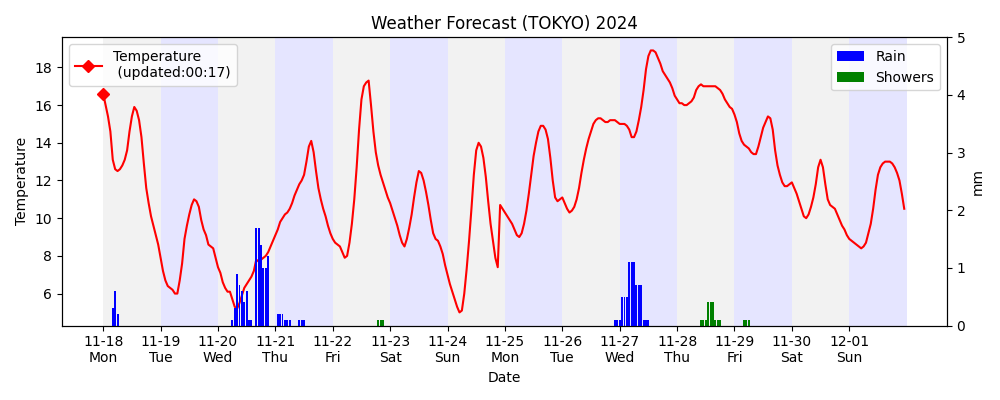 Weather Forecast (TOKYO) 2024
Temperature
(updated:00:17)
Rain
Showers
Temperature
18
16
14
12
10
8
6
5
4
3
2
1
0
mm
11-18 11-19 11-20 11-21 11-22 11-23 11-24 11-25 11-26 11-27 11-28 11-29 11-30 12-01
Mon Tue Wed Thu Fri Sat Sun Mon Tue Wed Thu Fri Sat Sun
Date